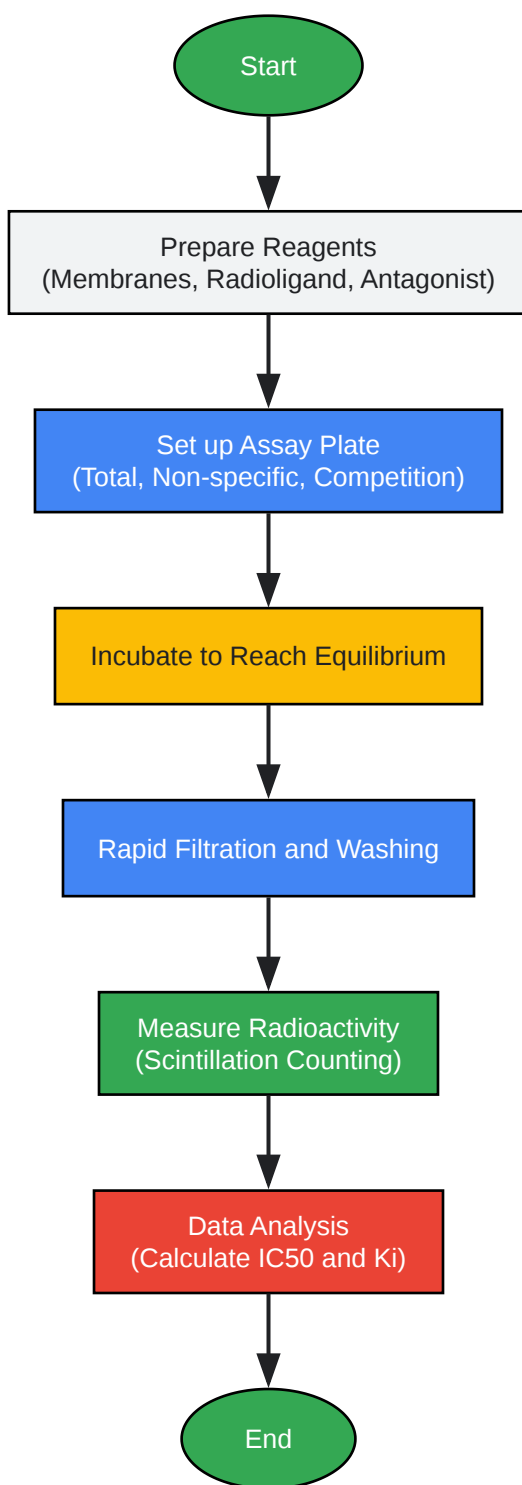 Start
Prepare Reagents
(Membranes, Radioligand, Antagonist)
Set up Assay Plate
(Total, Non-specific, Competition)
Incubate to Reach Equilibrium
Rapid Filtration and Washing
Measure Radioactivity
(Scintillation Counting)
Data Analysis
(Calculate IC50 and Ki)
End